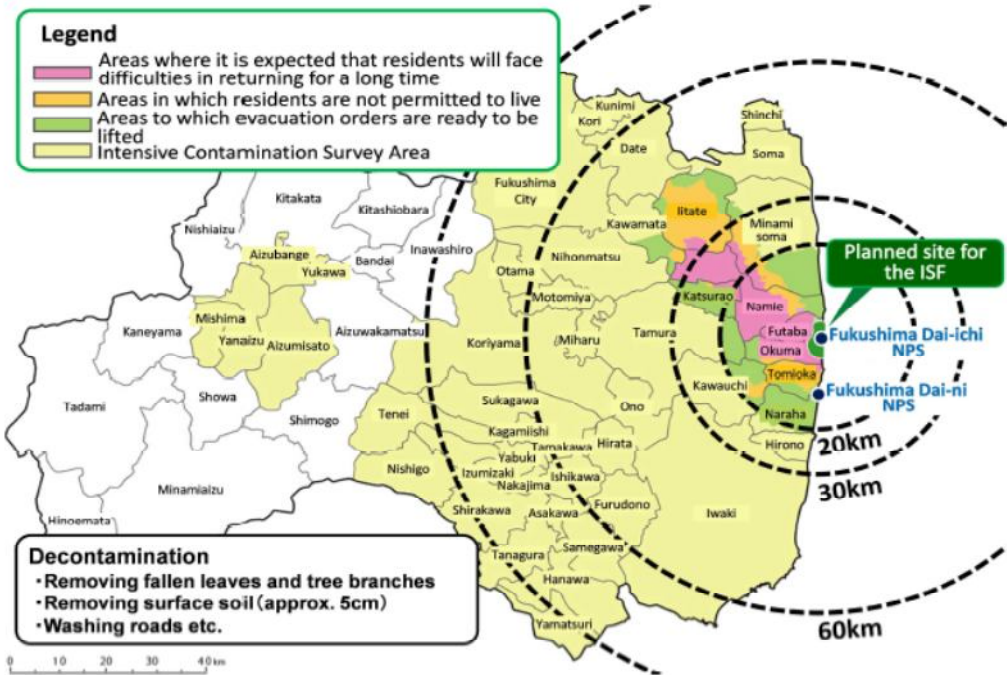 Legend
Areas where it is expected that residents will face
difficulties in returning for a long time
Areas in which residents are not permitted to live
Areas to which evacuation orders are ready to be
lifted
Intensive Contamination Survey Area
Kunimi
Kori
Shinchi
Date
Soma
Fukushima
City
Kitakata
Kitashiobara
Iitate
Kawamata
Minami
soma
Nishiaizu
Inawashiro
Aizubange
Bandai
Yukawa
Nihonmatsu
Otama
Planned site for
the ISF
Motomiya
Katsurao
Namie
Mishima
Kaneyama
Aizuwakamatsu
Yanaizu
Aizumisato
Koriyama
Miharu
Tamura
Futaba
Okuma
Fukushima Dai-ichi
NPS
Tomioka
Kawauchi
Fukushima Dai-ni
NPS
Tadami
Showa
Shimogo
Tenei
Sukagawa
Ono
Naraha
Kagamiishi
Tamakawa
Hirata
Hirono
20km
Nishigo
Yabuki
Izumizaki
Ishikawa
Nakajima
30km
Minamiaizu
Shirakawa
Asakawa
Furudono
Iwaki
Hinoemata
Samegawa
Tanagura
Hanawa
Yamatsuri
60km
Decontamination
・Removing fallen leaves and tree branches
・Removing surface soil(approx. 5cm)
・Washing roads etc.
0 10 20 30 40 km